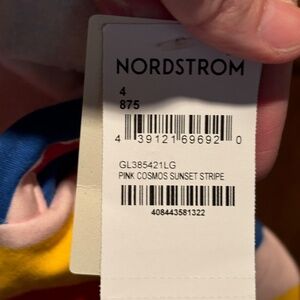 NORDSTROM
4
875
4 39121 69692 0
GL385421LG
PINK COSMOS SUNSET STRIPE
408443581322